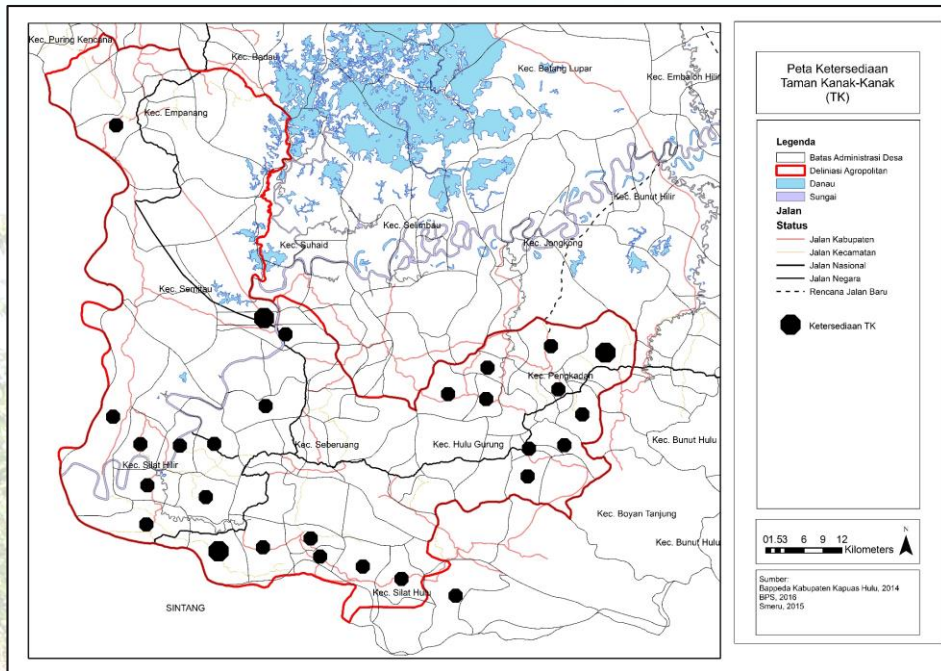 Kec. Puring Kencana
Kec. Badau
Kec. Batang Lupar
Kec. Embaloh Hilir
Kec. Empanang
Kec. Bunut Hilir
Kec. Selimbau
Kec. Jongkong
Kec. Suhaid
Kec. Semitau
Kec. Pengkadan
Kec. Seberuang
Kec. Hulu Gurung
Kec. Bunut Hulu
Kec. Silat Hilir
Kec. Boyan Tanjung
Kec. Bunut Hulu
Kec. Silat Hulu
SINTANG
Peta Ketersediaan
Taman Kanak-Kanak
(TK)
Legenda
Batas Administrasi Desa
Deliniasi Agropolitan
Danau
Sungai
Jalan
Status
Jalan Kabupaten
Jalan Kecamatan
Jalan Nasional
Jalan Negara
Rencana Jalan Baru
Ketersediaan TK
N
01.53 6 9 12
Kilometers
Sumber:
Bappeda Kabupaten Kapuas Hulu, 2014
BPS, 2016
Smeru, 2015